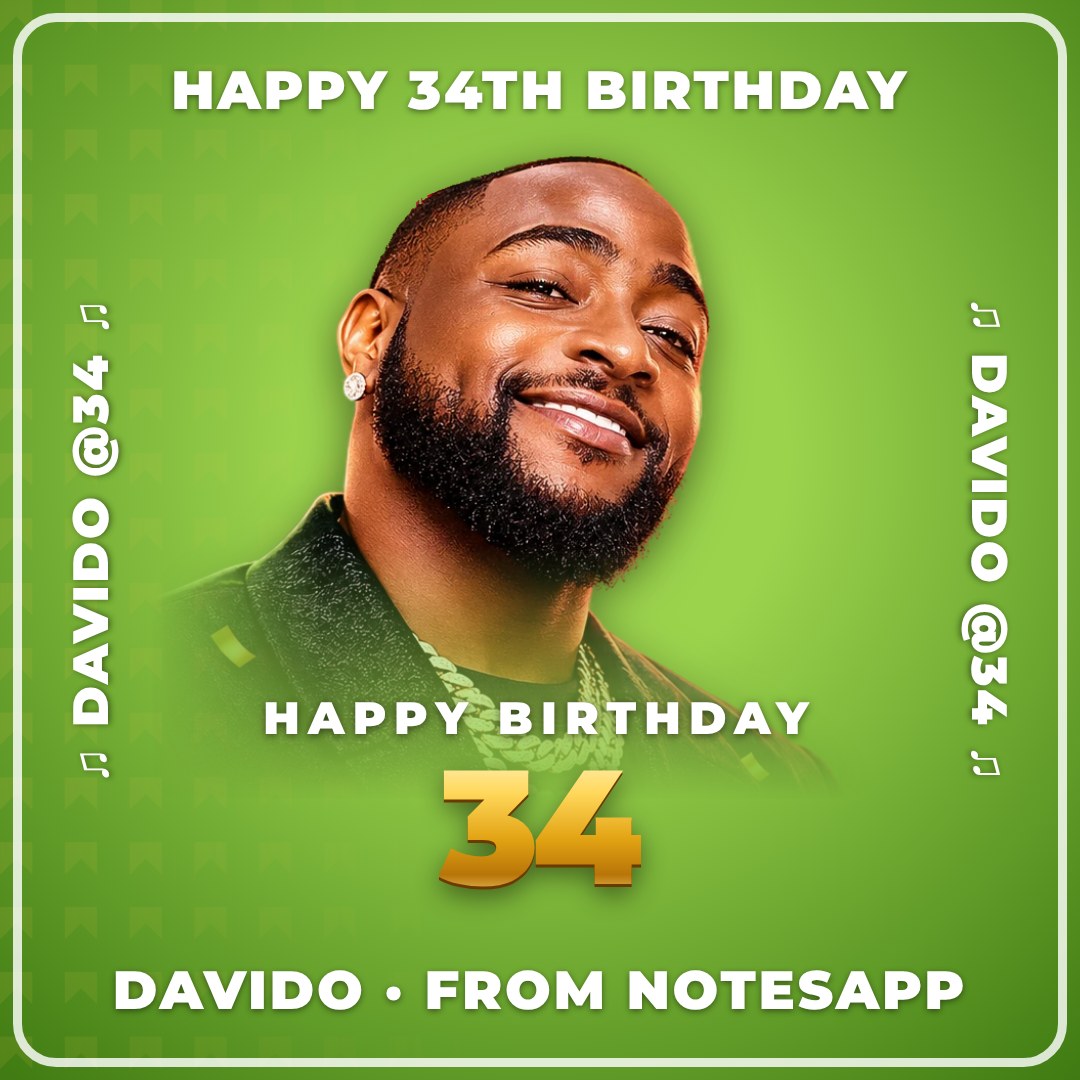 HAPPY 34TH BIRTHDAY
♫ DAVIDO @34 ♫
♫ DAVIDO @34 ♫
HAPPY BIRTHDAY
34
DAVIDO • FROM NOTESAPP